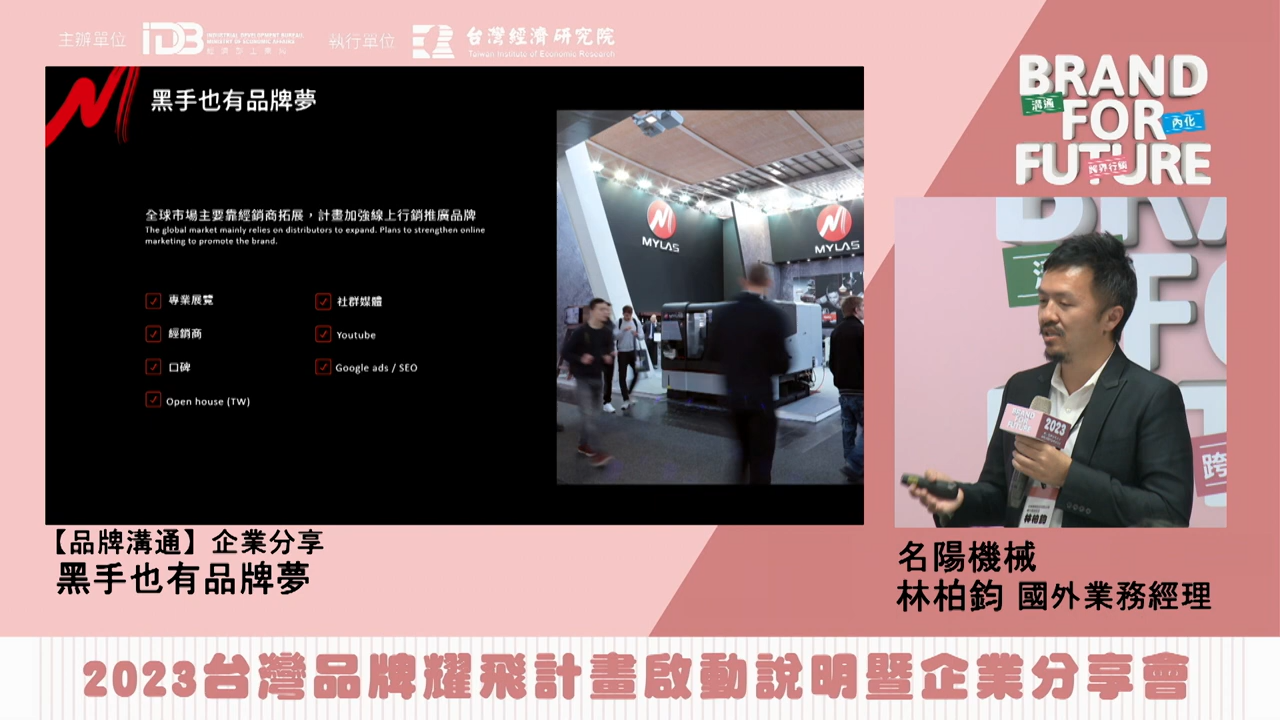 主辦單位
IDB
INDUSTRIAL DEVELOPMENT BUREAU,
MINISTRY OF ECONOMIC AFFAIRS
經濟部工業局
執行單位
台灣經濟研究院
Taiwan Institute of Economic Research
黑手也有品牌夢
全球市場主要靠經銷商拓展，計畫加強線上行銷推廣品牌
The global market mainly relies on distributors to expand. Plans to strengthen online
marketing to promote the brand.
專業展覽
社群媒體
經銷商
Youtube
口碑
Google ads / SEO
Open house (TW)
MYLAS
MYLAS
BRAND
溝通
FOR
內化
FUTURE
跨界行銷
BRAND
FOR
FUTURE
2023
林柏鈞
跨
【品牌溝通】企業分享
黑手也有品牌夢
名陽機械
林柏鈞 國外業務經理
2023台灣品牌耀飛計畫啟動說明暨企業分享會